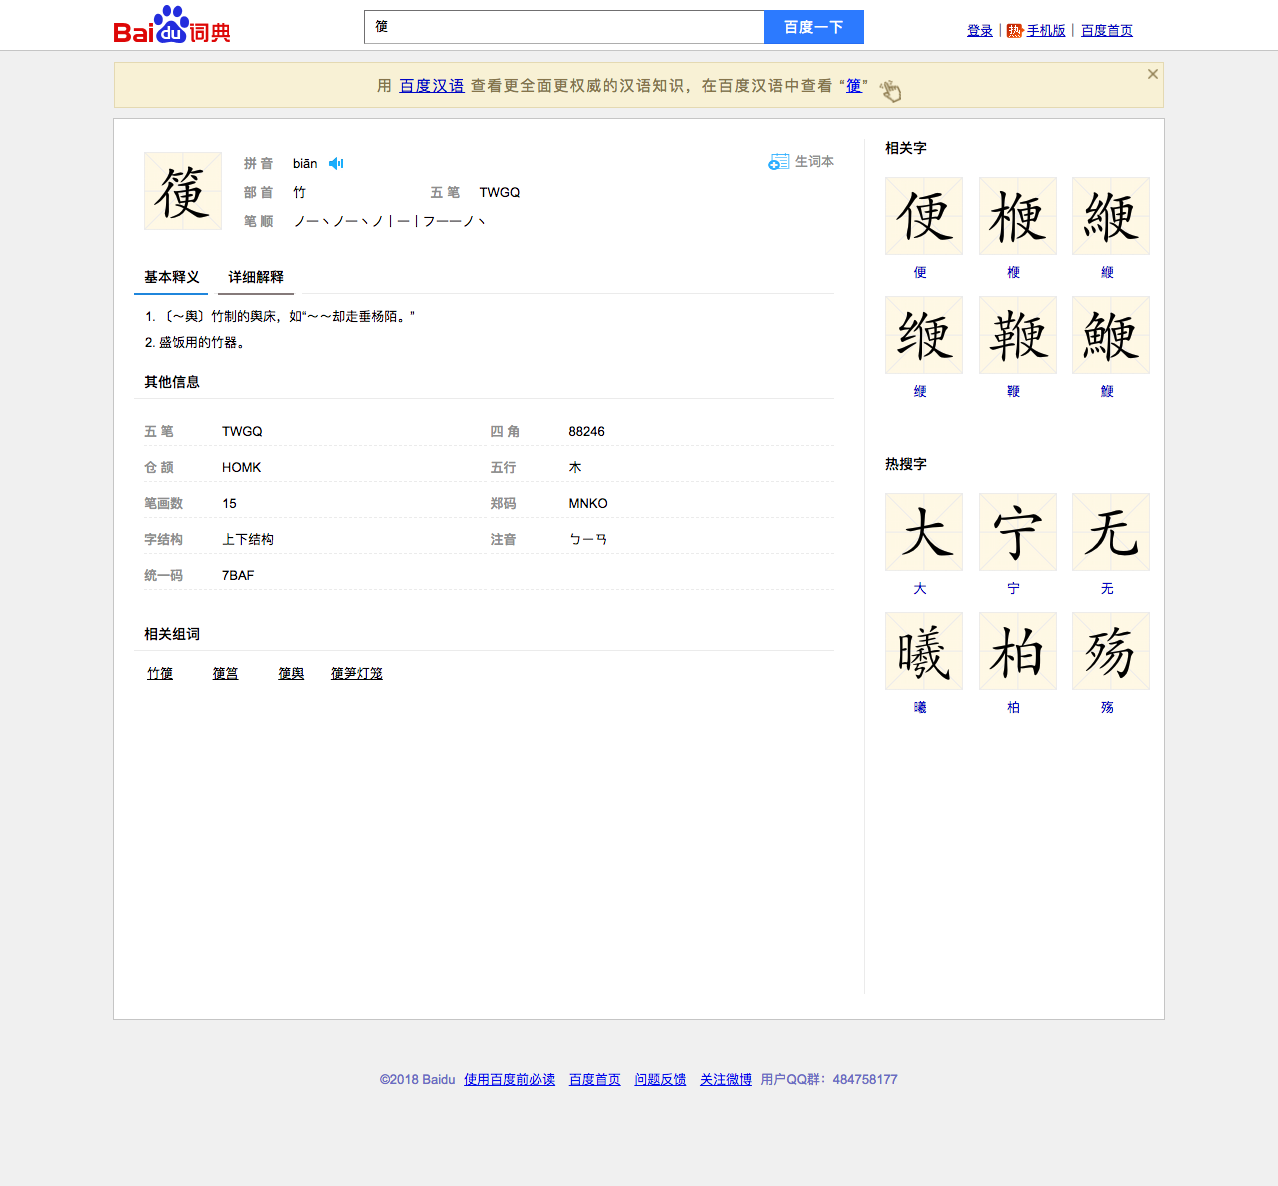 Baidu词典
箯
百度一下
登录 | 热 手机版 | 百度首页
用 百度汉语 查看更全面更权威的汉语知识，在百度汉语中查看 “箯”
箯
拼 音 biān
生词本
部 首 竹 五 笔 TWGQ
笔 顺 ノ一丶ノ一丶ノ丨一丨フ一一ノ丶
基本释义 详细解释
1. 〔～舆〕竹制的舆床，如“～～却走垂杨陌。”
2. 盛饭用的竹器。
其他信息
五 笔 TWGQ 四 角 88246
仓 颉 HOMK 五行 木
笔画数 15 郑码 MNKO
字结构 上下结构 注音 ㄅㄧㄢ
统一码 7BAF
相关组词
竹箯 箯筥 箯舆 箯笋灯笼
相关字
便 楩 緶
便 楩 緶
缏 鞭 鯾
缏 鞭 鯾
热搜字
大 宁 无
大 宁 无
曦 柏 殇
曦 柏 殇
©2018 Baidu 使用百度前必读 百度首页 问题反馈 关注微博 用户QQ群：484758177